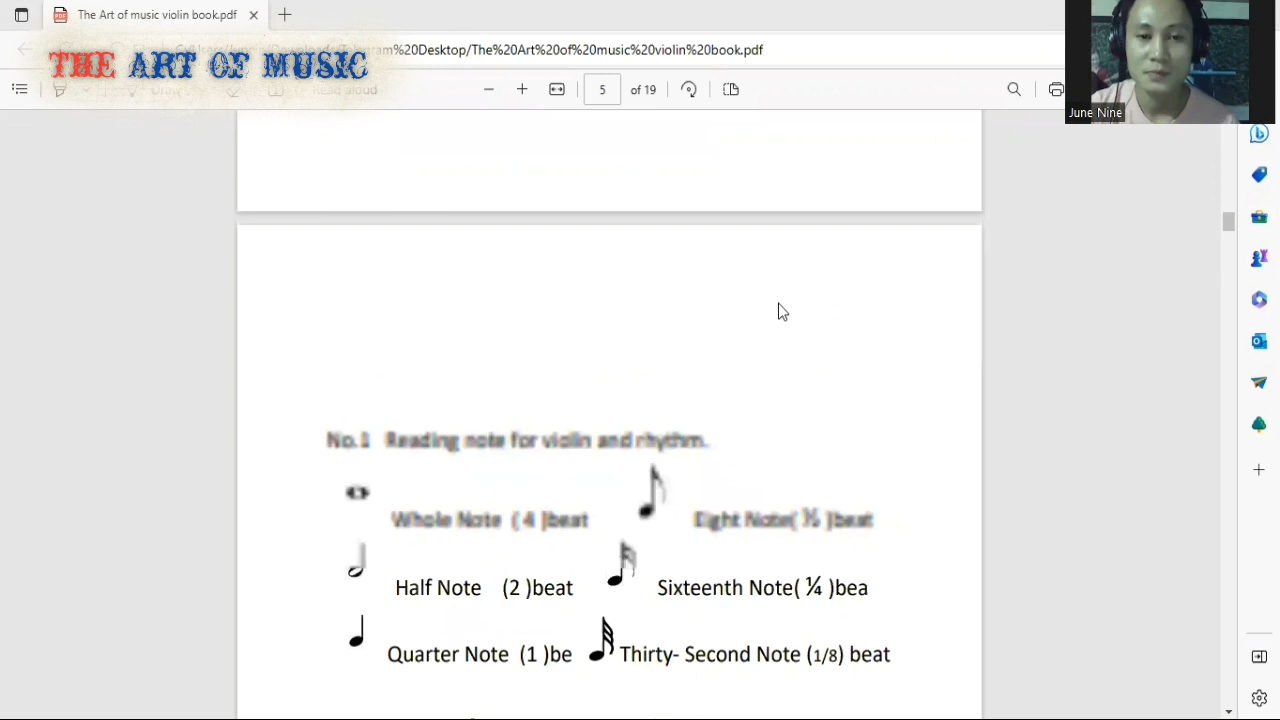 The Art of music violin book.pdf
THE ART OF MUSIC
Desktop/The%20Art%20of%20music%20violin%20book.pdf
Draw
Read aloud
5 of 19
June Nine
No.1 Reading note for violin and rhythm.
Whole Note ( 4 )beat
Eight Note( ½ )beat
Half Note (2 )beat
Sixteenth Note( ¼ )bea
Quarter Note (1 )be
Thirty- Second Note (1/8) beat